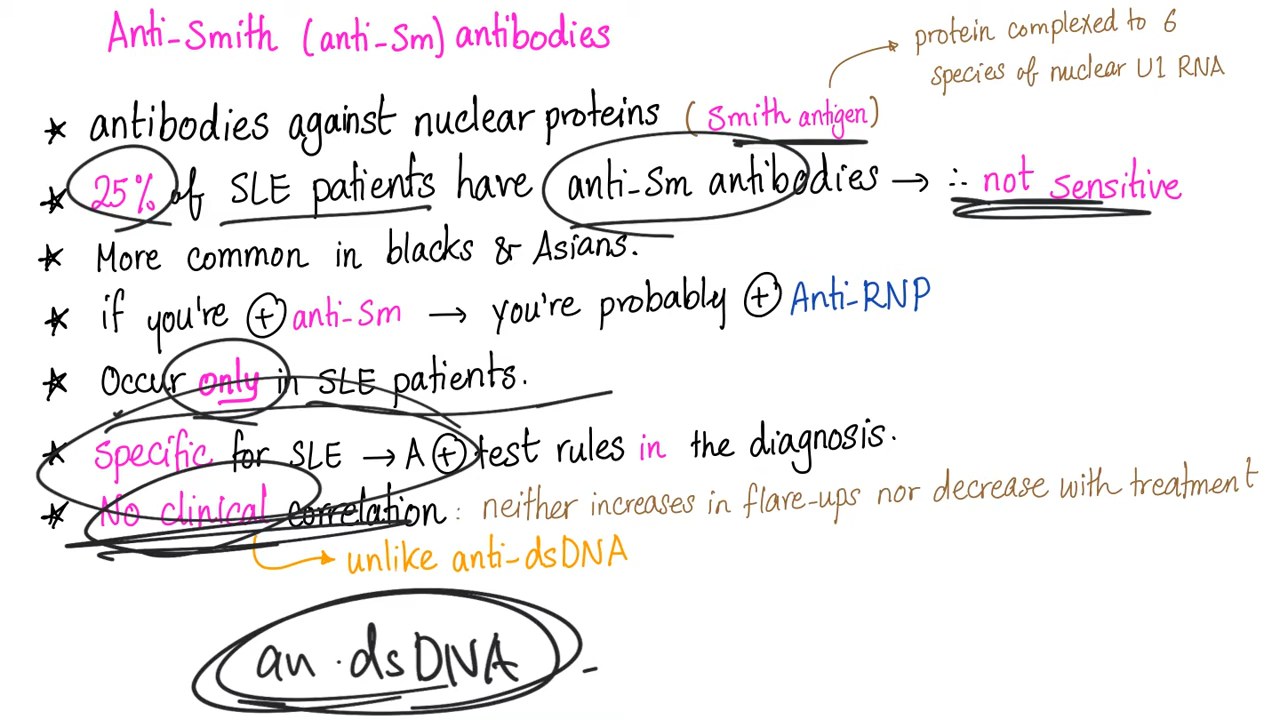 Anti-Smith (anti-Sm) antibodies
protein complexed to 6
species of nuclear U1 RNA
* antibodies against nuclear proteins (Smith antigen)
* 25% of SLE patients have anti-Sm antibodies → ∴ not sensitive
* More common in blacks & Asians.
* if you're ⊕ anti-Sm → you're probably ⊕ Anti-RNP
* Occur only in SLE patients.
* Specific for SLE → A ⊕ test rules in the diagnosis.
* No clinical correlation: neither increases in flare-ups nor decrease with treatment
→ unlike anti-dsDNA
an dsDNA